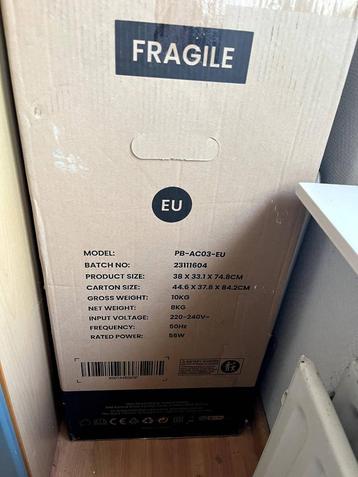 FRAGILE
EU
MODEL: PB-AC03-EU
BATCH NO: 23111604
PRODUCT SIZE: 38 X 33.1 X 74.8CM
CARTON SIZE: 44.6 X 37.8 X 84.2CM
GROSS WEIGHT: 10KG
NET WEIGHT: 8KG
INPUT VOLTAGE: 220-240V~
FREQUENCY: 50Hz
RATED POWER: 55W